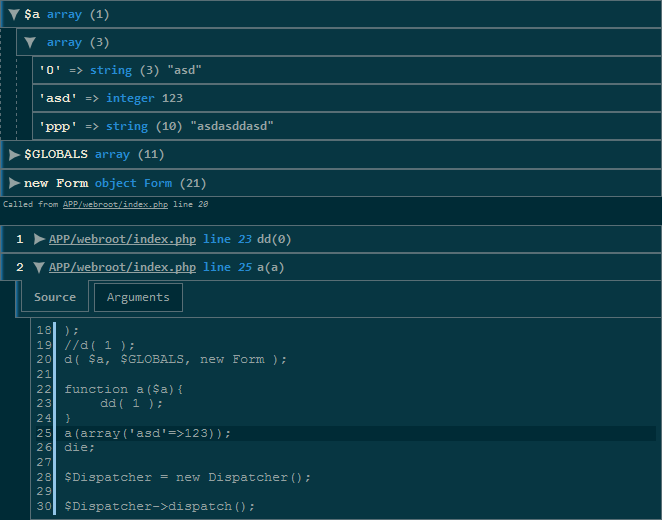 $a array (1)
array (3)
'0' => string (3) "asd"
'asd' => integer 123
'ppp' => string (10) "asdasddasd"
$GLOBALS array (11)
new Form object Form (21)
Called from APP/webroot/index.php line 20
1 APP/webroot/index.php line 23 dd(0)
2 APP/webroot/index.php line 25 a(a)
Source Arguments
18 );
19 //d( 1 );
20 d( $a, $GLOBALS, new Form );
21
22 function a($a){
23     dd( 1 );
24 }
25 a(array('asd'=>123));
26 die;
27
28 $Dispatcher = new Dispatcher();
29
30 $Dispatcher->dispatch();